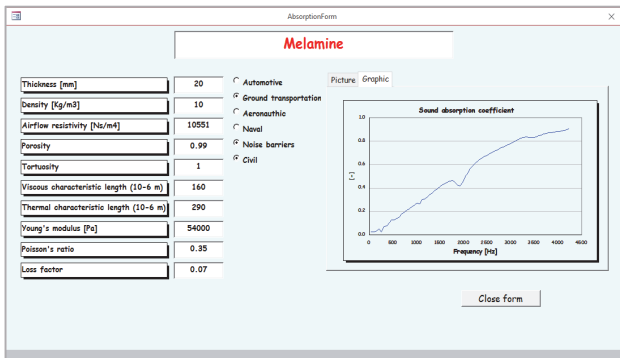 AbsorptionForm
Melamine
Thickness [mm] 20
Density [Kg/m3] 10
Airflow resistivity [Ns/m4] 10551
Porosity 0.99
Tortuosity 1
Viscous characteristic length (10-6 m) 160
Thermal characteristic length (10-6 m) 290
Young's modulus [Pa] 54000
Poisson's ratio 0.35
Loss factor 0.07
Automotive
Ground transportation
Aeronauthic
Naval
Noise barriers
Civil
Picture Graphic
Sound absorption coefficient
1.0
0.8
0.6
[-]
0.4
0.2
0.0
0 500 1000 1500 2000 2500 3000 3500 4000 4500
Frequency [Hz]
Close form